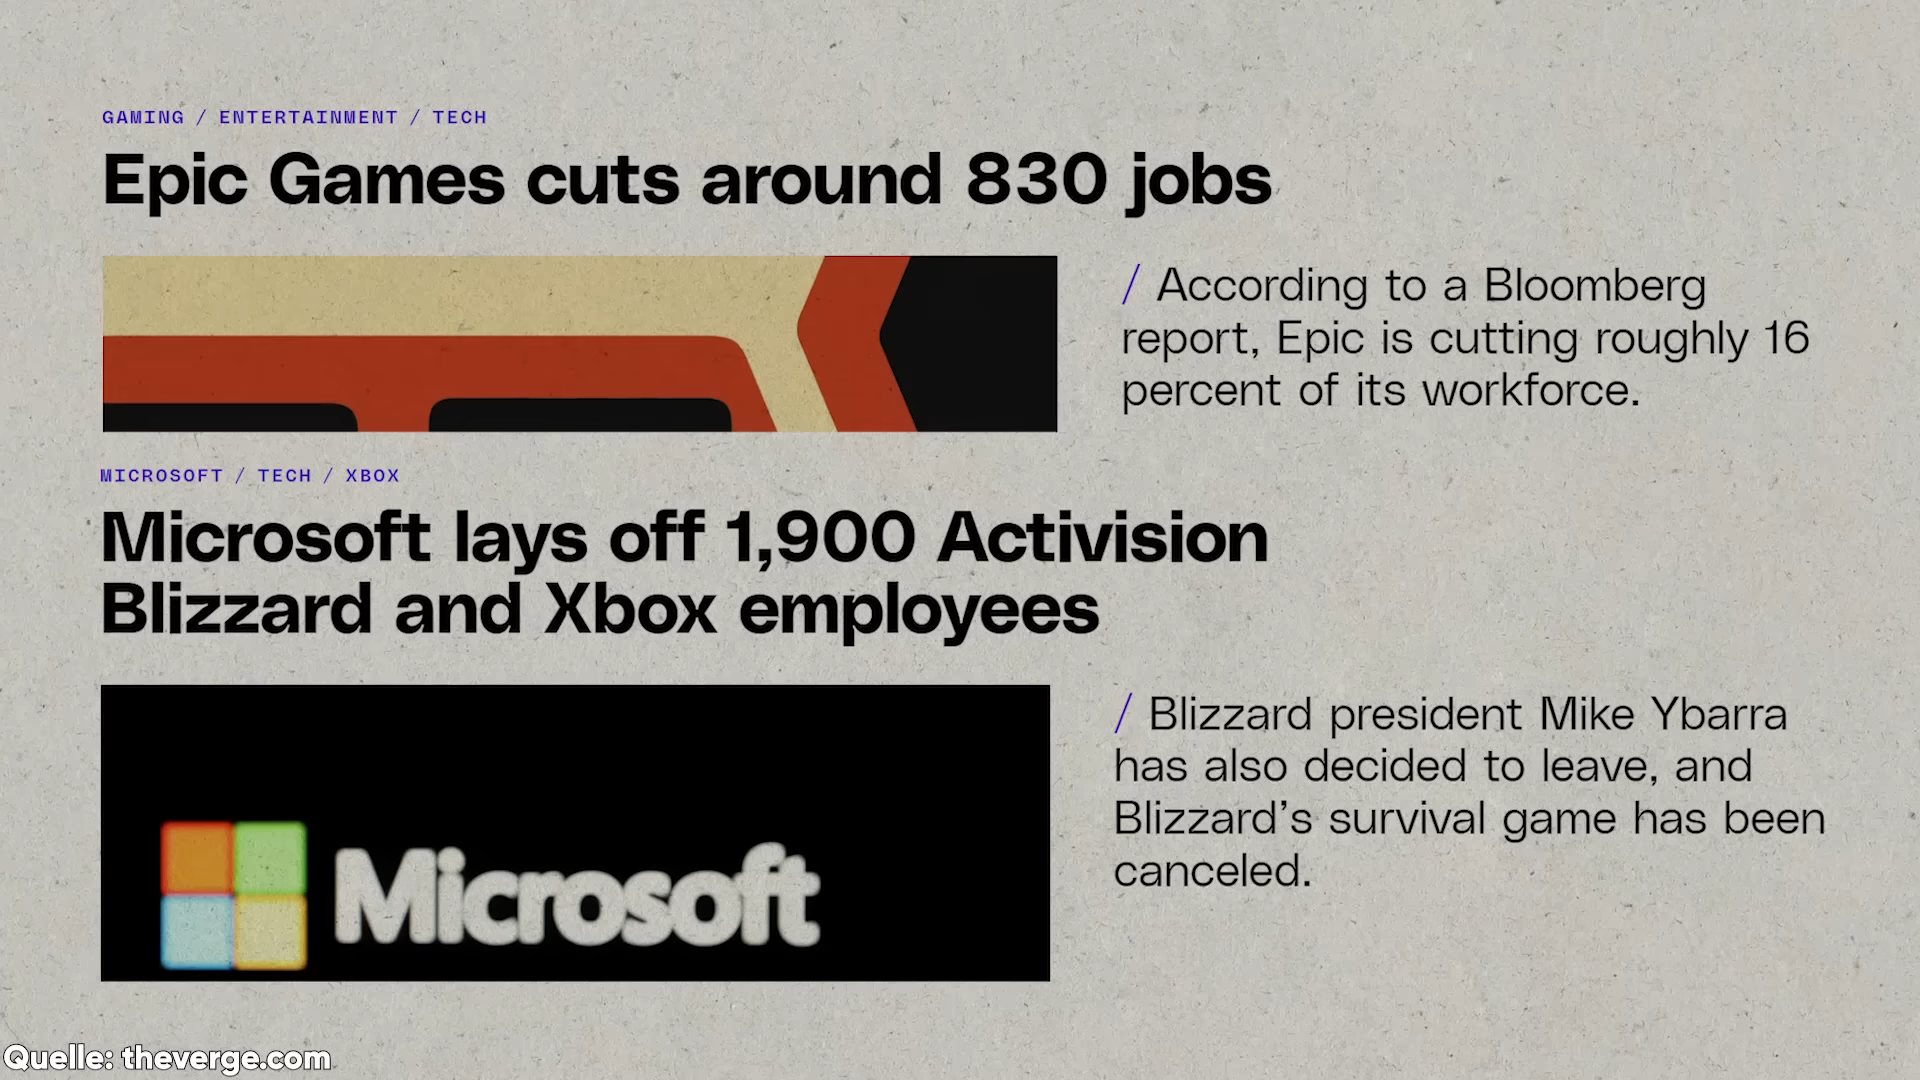 GAMING / ENTERTAINMENT / TECH
Epic Games cuts around 830 jobs
/ According to a Bloomberg
report, Epic is cutting roughly 16
percent of its workforce.
MICROSOFT / TECH / XBOX
Microsoft lays off 1,900 Activision
Blizzard and Xbox employees
Microsoft
/ Blizzard president Mike Ybarra
has also decided to leave, and
Blizzard’s survival game has been
canceled.
Quelle: theverge.com